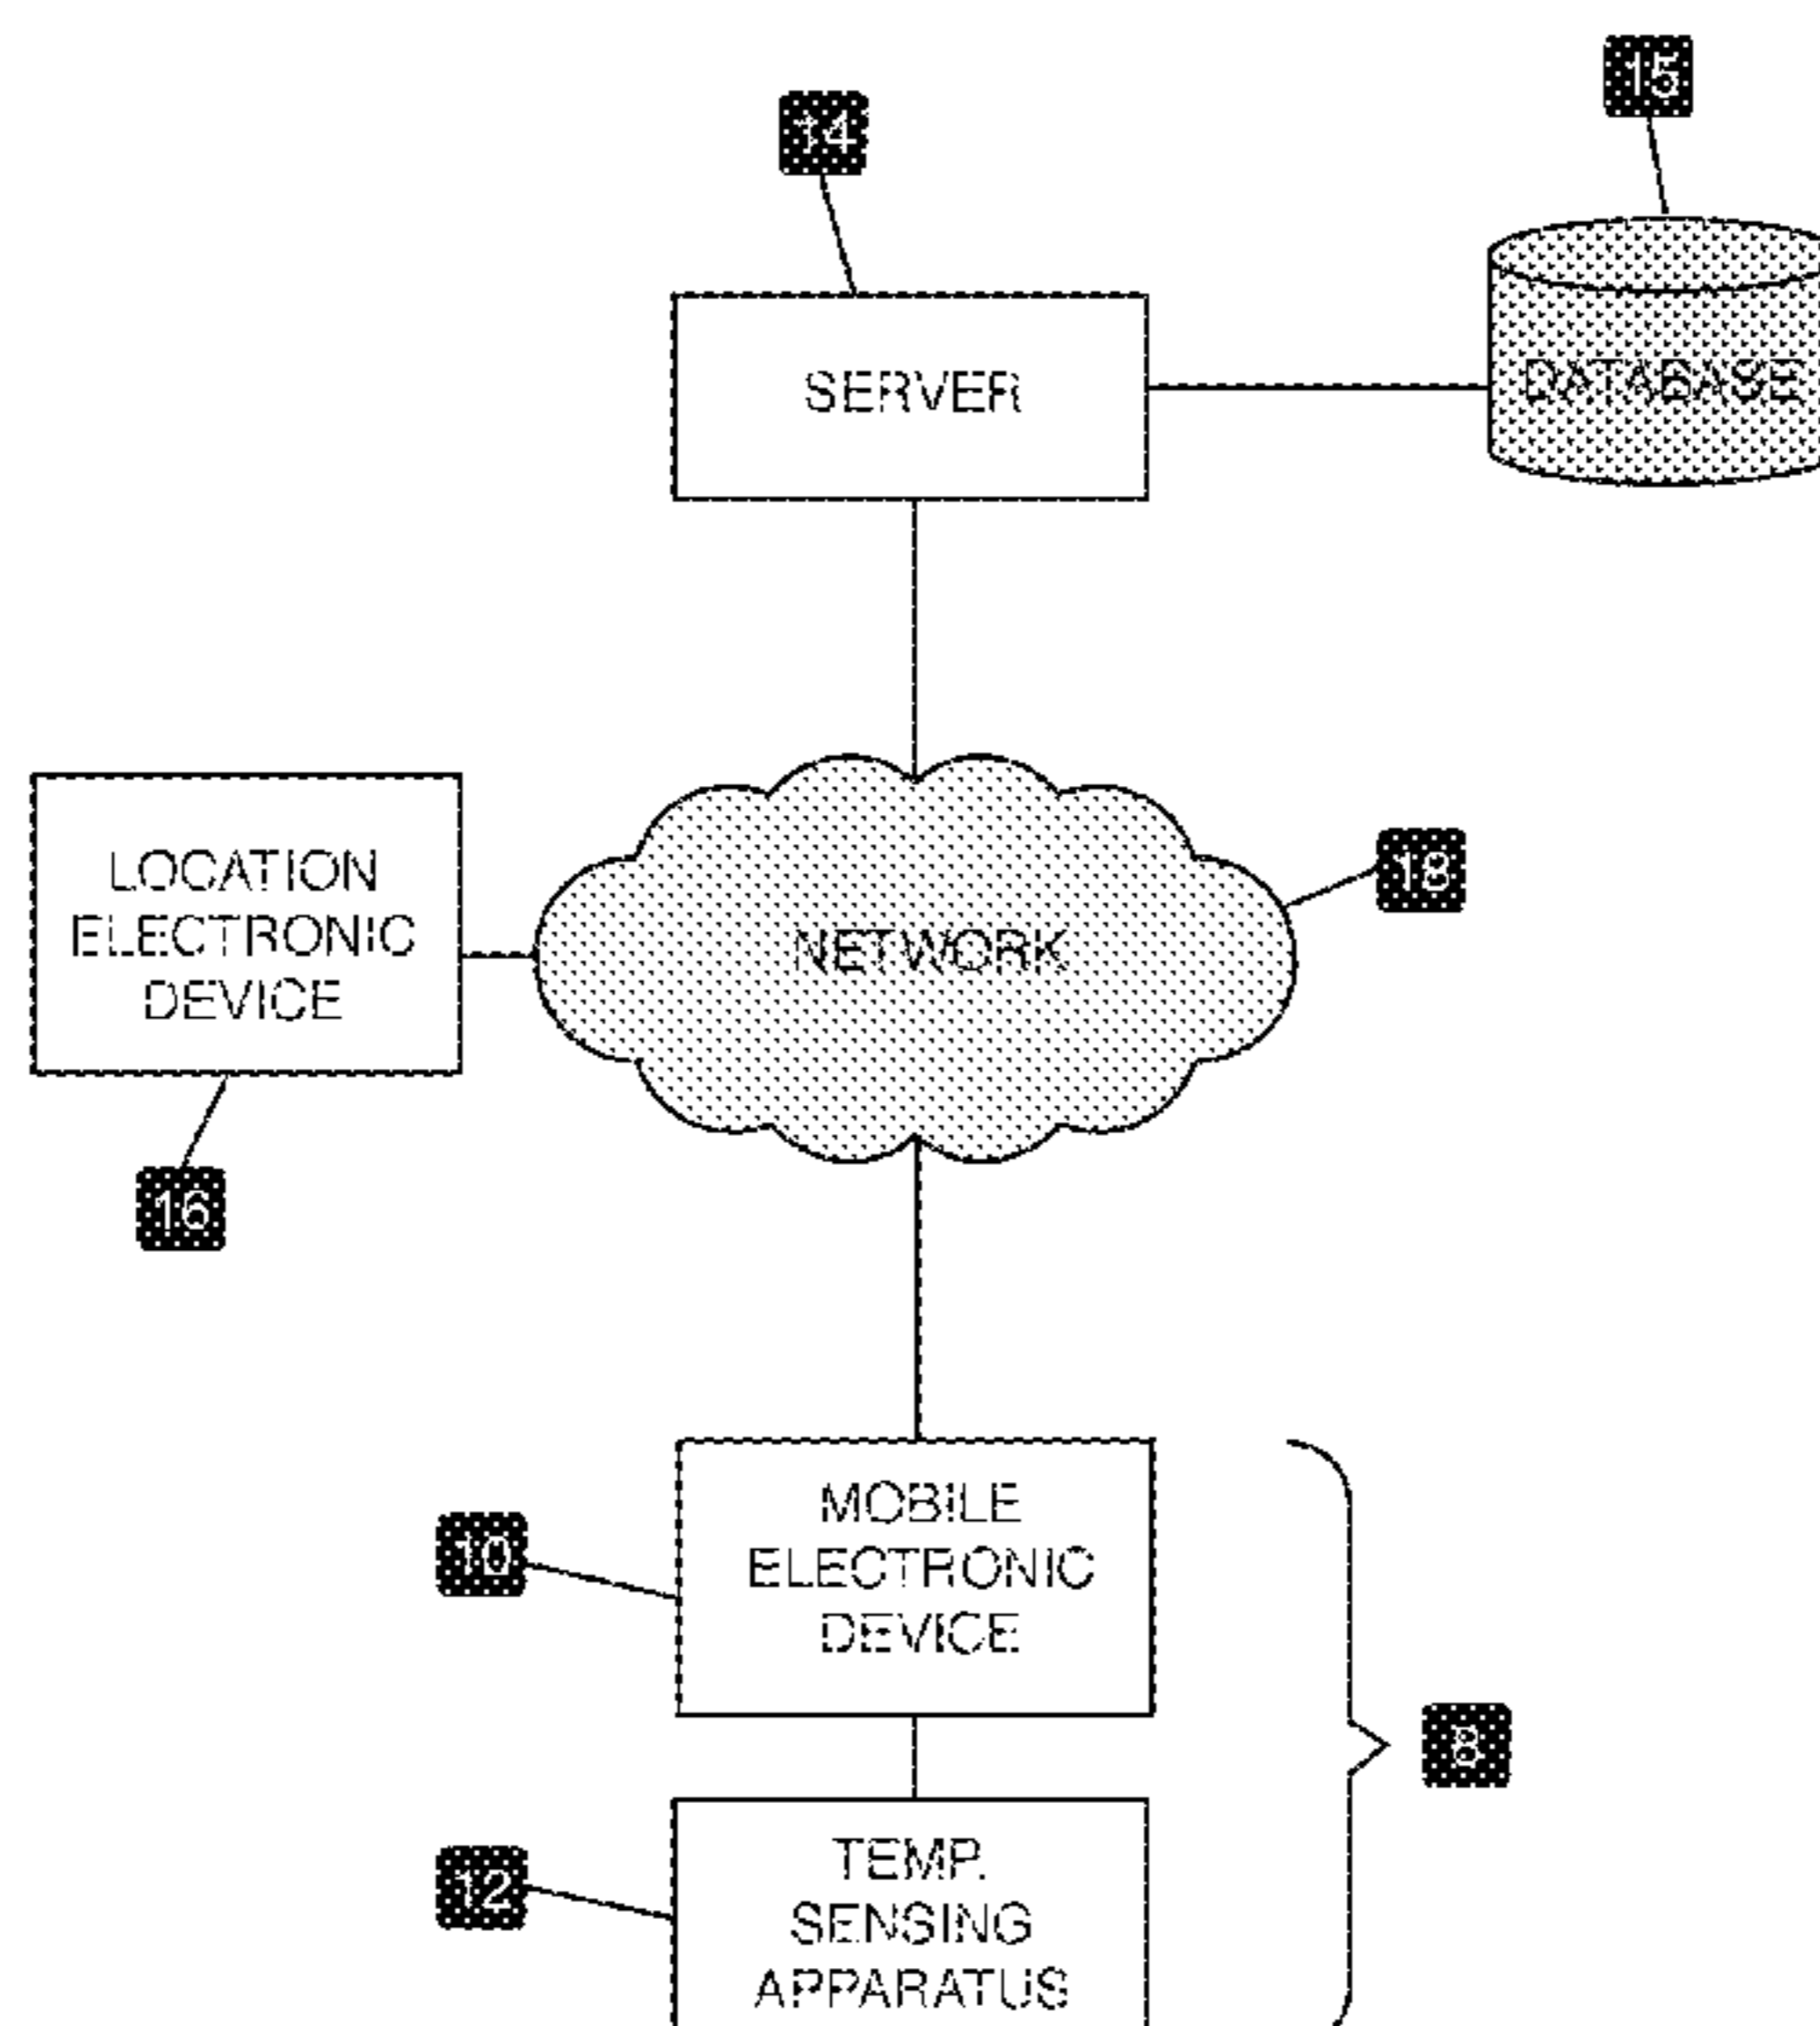 15
14
SERVER
DATABASE
LOCATION
ELECTRONIC
DEVICE
18
NETWORK
16
MOBILE
ELECTRONIC
DEVICE
10
8
TEMP.
SENSING
APPARATUS
12